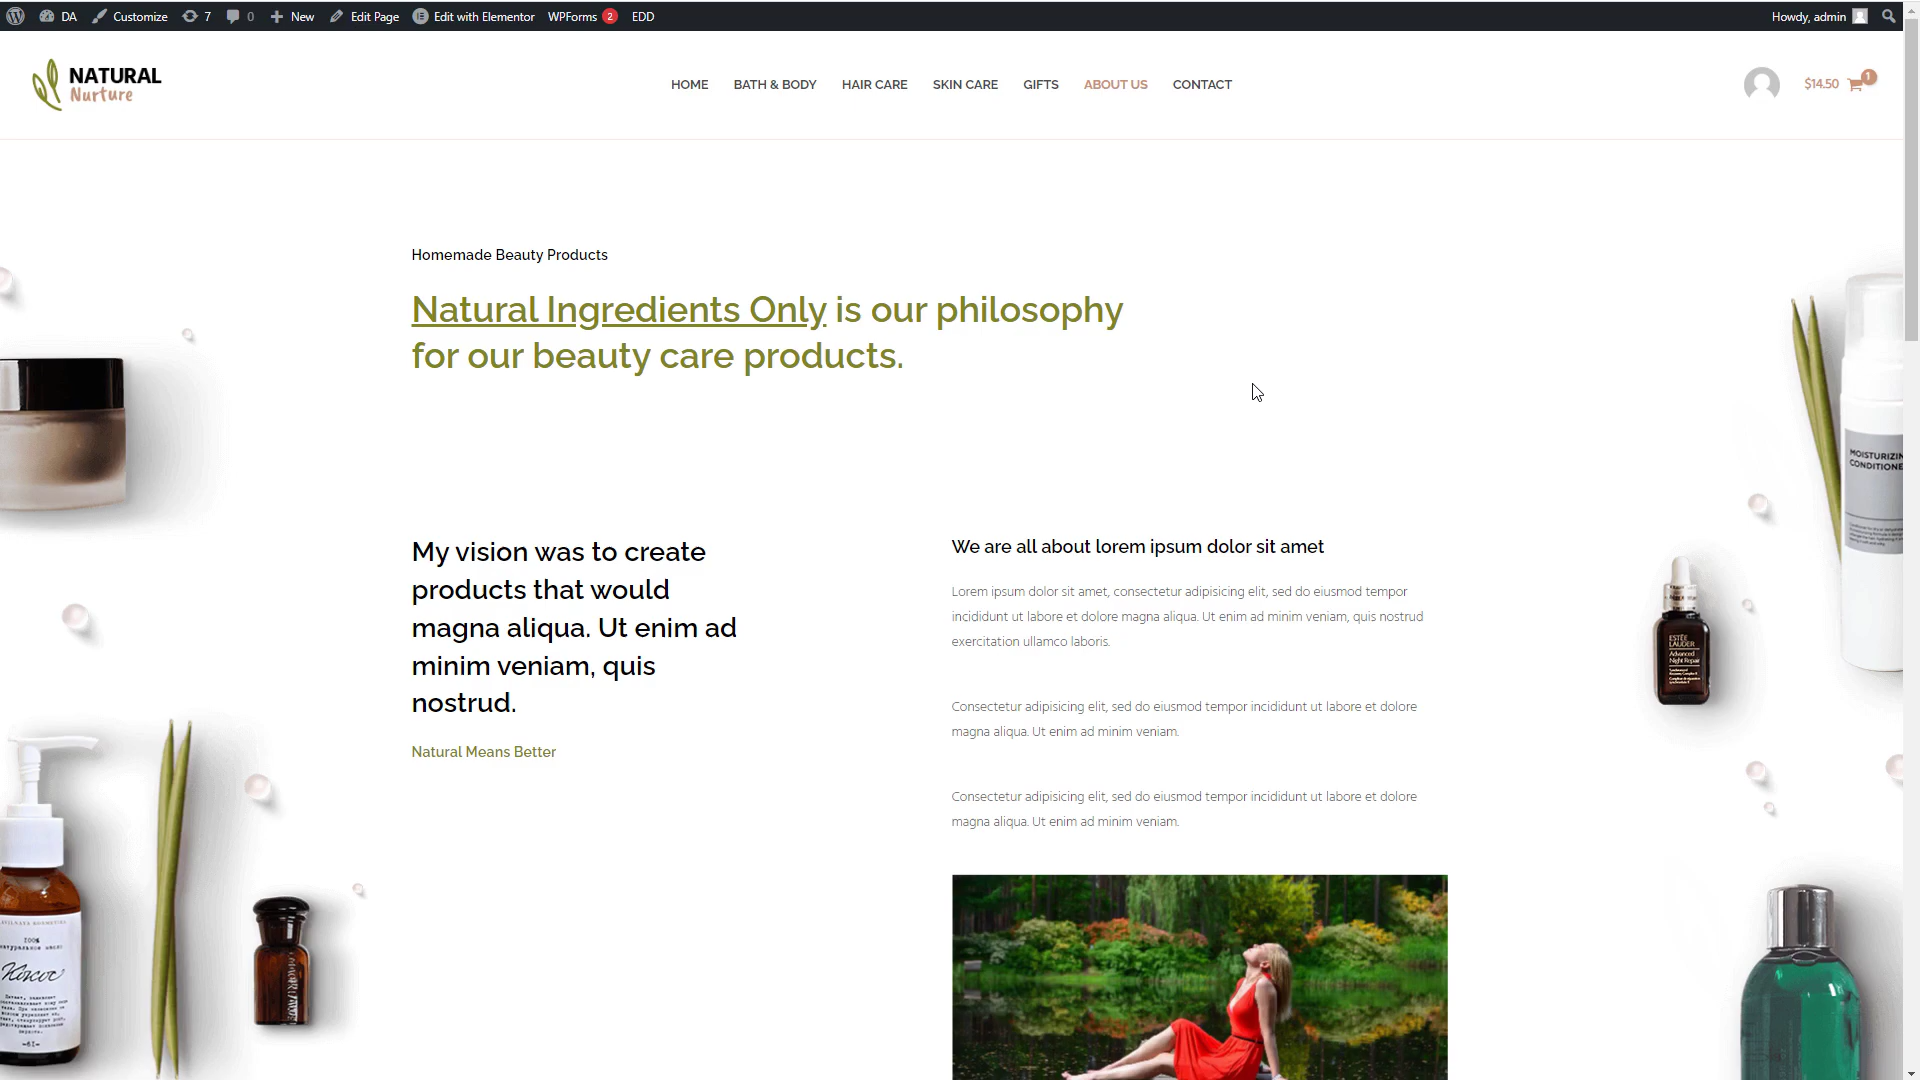 DA Customize 7 0 New Edit Page Edit with Elementor WPForms 2 EDD Howdy, admin
NATURAL
Nurture
HOME BATH & BODY HAIR CARE SKIN CARE GIFTS ABOUT US CONTACT
$14.50 1
Homemade Beauty Products
Natural Ingredients Only is our philosophy
for our beauty care products.
MOISTURIZIN
CONDITIONE
My vision was to create
products that would
magna aliqua. Ut enim ad
minim veniam, quis
nostrud.
Natural Means Better
We are all about lorem ipsum dolor sit amet
Lorem ipsum dolor sit amet, consectetur adipisicing elit, sed do eiusmod tempor
incididunt ut labore et dolore magna aliqua. Ut enim ad minim veniam, quis nostrud
exercitation ullamco laboris.
Consectetur adipisicing elit, sed do eiusmod tempor incididunt ut labore et dolore
magna aliqua. Ut enim ad minim veniam.
Consectetur adipisicing elit, sed do eiusmod tempor incididunt ut labore et dolore
magna aliqua. Ut enim ad minim veniam.
ESTĒE
LAUDER
Advanced
Night Repair
100%
Кокос